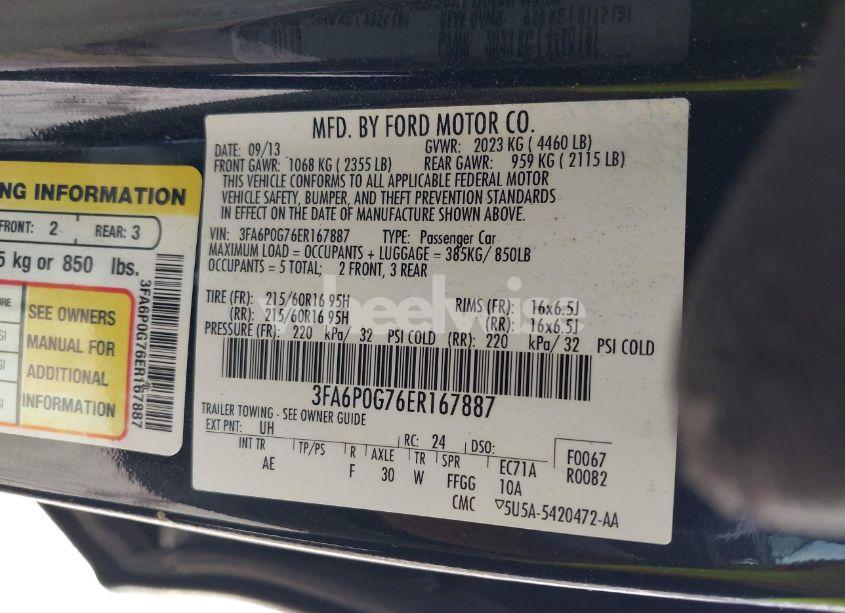 MFD. BY FORD MOTOR CO.
DATE: 09/13 GVWR: 2023 KG ( 4460 LB)
FRONT GAWR: 1068 KG ( 2355 LB) REAR GAWR: 959 KG ( 2115 LB)
THIS VEHICLE CONFORMS TO ALL APPLICABLE FEDERAL MOTOR
VEHICLE SAFETY, BUMPER, AND THEFT PREVENTION STANDARDS
IN EFFECT ON THE DATE OF MANUFACTURE SHOWN ABOVE.
VIN: 3FA6P0G76ER167887 TYPE: Passenger Car
MAXIMUM LOAD = OCCUPANTS + LUGGAGE = 385KG/ 850LB
OCCUPANTS = 5 TOTAL; 2 FRONT, 3 REAR
TIRE (FR): 215/60R16 95H RIMS (FR): 16x6.5J
(RR): 215/60R16 95H (RR): 16x6.5J
PRESSURE (FR): 220 kPa/ 32 PSI COLD (RR): 220 kPa/ 32 PSI COLD
3FA6P0G76ER167887
TRAILER TOWING - SEE OWNER GUIDE
EXT PNT: UH RC: 24 DSO: F0067
INT TR TP/PS R AXLE TR SPR EC71A R0082
AE F 30 W FFGG 10A
CMC ▽5U5A-5420472-AA
NG INFORMATION
FRONT: 2 REAR: 3
5 kg or 850 lbs.
SEE OWNERS
MANUAL FOR
ADDITIONAL
INFORMATION
3FA6P0G76ER167887
wheelwise